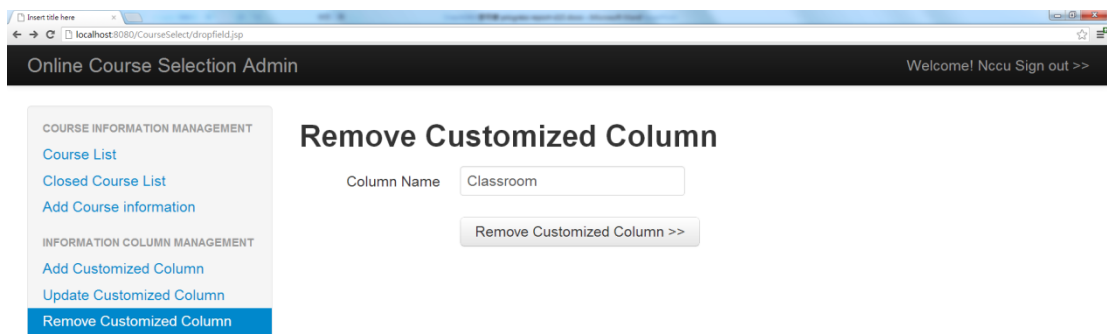 Insert title here
localhost:8080/CourseSelect/dropfield.jsp
Online Course Selection Admin
Welcome! Nccu Sign out >>
COURSE INFORMATION MANAGEMENT
Course List
Closed Course List
Add Course information
INFORMATION COLUMN MANAGEMENT
Add Customized Column
Update Customized Column
Remove Customized Column
Remove Customized Column
Column Name
Classroom
Remove Customized Column >>